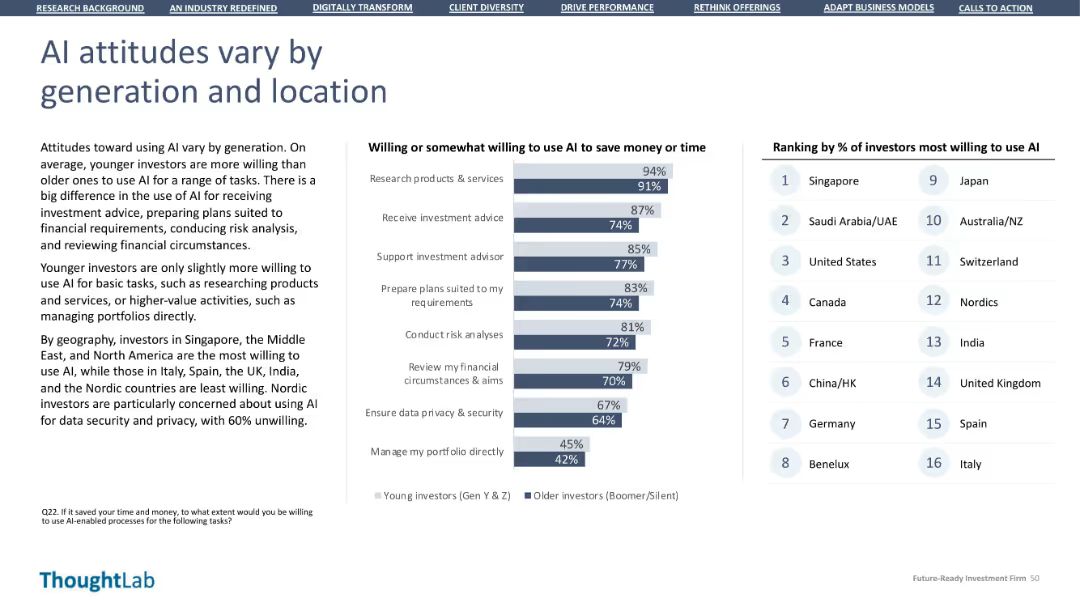 RESEARCH BACKGROUND AN INDUSTRY REDEFINED DIGITALLY TRANSFORM CLIENT DIVERSITY DRIVE PERFORMANCE RETHINK OFFERINGS ADAPT BUSINESS MODELS CALLS TO ACTION
AI attitudes vary by
generation and location
Attitudes toward using AI vary by generation. On
average, younger investors are more willing than
older ones to use AI for a range of tasks. There is a
big difference in the use of AI for receiving
investment advice, preparing plans suited to
financial requirements, conducting risk analysis,
and reviewing financial circumstances.
Younger investors are only slightly more willing to
use AI for basic tasks, such as researching products
and services, or higher-value activities, such as
managing portfolios directly.
By geography, investors in Singapore, the Middle
East, and North America are the most willing to
use AI, while those in Italy, Spain, the UK, India,
and the Nordic countries are least willing. Nordic
investors are particularly concerned about using AI
for data security and privacy, with 60% unwilling.
Q22. If it saved your time and money, to what extent would you be willing
to use AI-enabled processes for the following tasks?
Willing or somewhat willing to use AI to save money or time
Research products & services
94%
91%
Receive investment advice
87%
74%
Support investment advisor
85%
77%
Prepare plans suited to my
requirements
83%
74%
Conduct risk analyses
81%
72%
Review my financial
circumstances & aims
79%
70%
Ensure data privacy & security
67%
64%
Manage my portfolio directly
45%
42%
Young investors (Gen Y & Z) Older investors (Boomer/Silent)
Ranking by % of investors most willing to use AI
1 Singapore
2 Saudi Arabia/UAE
3 United States
4 Canada
5 France
6 China/HK
7 Germany
8 Benelux
9 Japan
10 Australia/NZ
11 Switzerland
12 Nordics
13 India
14 United Kingdom
15 Spain
16 Italy
ThoughtLab
Future-Ready Investment Firm 50